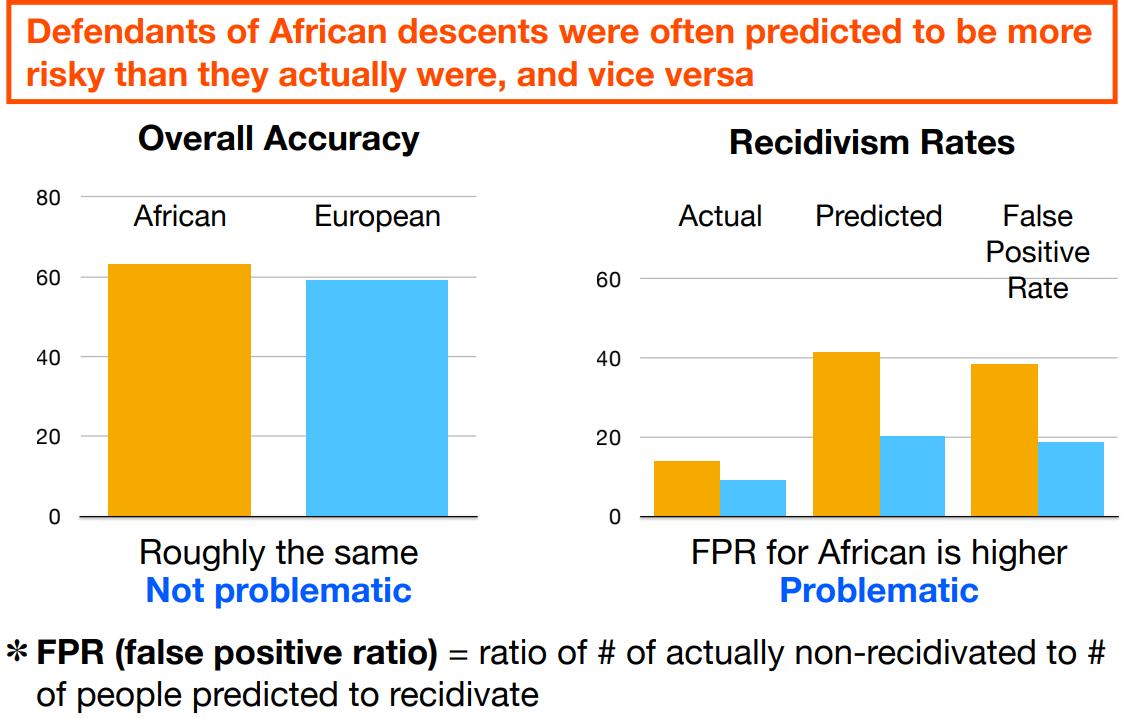 Defendants of African descents were often predicted to be more
risky than they actually were, and vice versa
Overall Accuracy
80
African
European
60
40
20
0
Roughly the same
Not problematic
Recidivism Rates
Actual
Predicted
False
Positive
Rate
60
40
20
0
FPR for African is higher
Problematic
* FPR (false positive ratio) = ratio of # of actually non-recidivated to #
of people predicted to recidivate